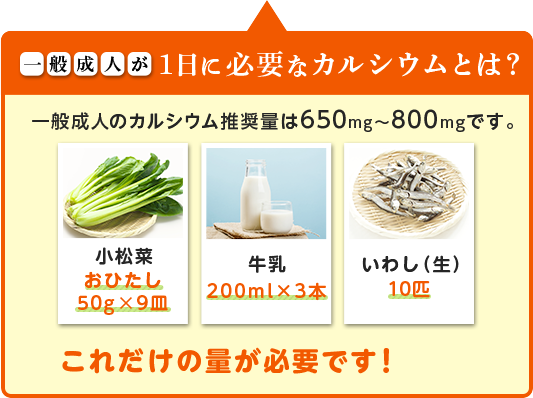 一般成人が1日に必要なカルシウムとは？
一般成人のカルシウム推奨量は650mg～800mgです。
小松菜
おひたし
50g×9皿
牛乳
200ml×3本
いわし（生）
10匹
これだけの量が必要です！